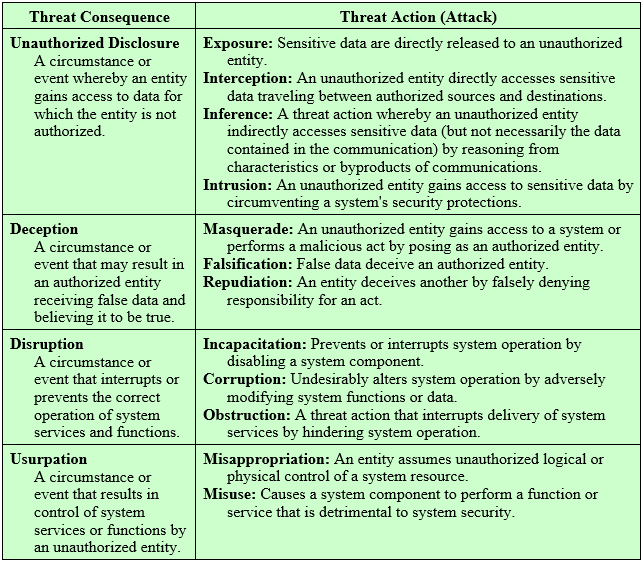 Threat Consequence
Threat Action (Attack)
Unauthorized Disclosure
A circumstance or
event whereby an entity
gains access to data for
which the entity is not
authorized.
Exposure: Sensitive data are directly released to an unauthorized
entity.
Interception: An unauthorized entity directly accesses sensitive
data traveling between authorized sources and destinations.
Inference: A threat action whereby an unauthorized entity
indirectly accesses sensitive data (but not necessarily the data
contained in the communication) by reasoning from
characteristics or byproducts of communications.
Intrusion: An unauthorized entity gains access to sensitive data by
circumventing a system's security protections.
Deception
A circumstance or
event that may result in
an authorized entity
receiving false data and
believing it to be true.
Masquerade: An unauthorized entity gains access to a system or
performs a malicious act by posing as an authorized entity.
Falsification: False data deceive an authorized entity.
Repudiation: An entity deceives another by falsely denying
responsibility for an act.
Disruption
A circumstance or
event that interrupts or
prevents the correct
operation of system
services and functions.
Incapacitation: Prevents or interrupts system operation by
disabling a system component.
Corruption: Undesirably alters system operation by adversely
modifying system functions or data.
Obstruction: A threat action that interrupts delivery of system
services by hindering system operation.
Usurpation
A circumstance or
event that results in
control of system
services or functions by
an unauthorized entity.
Misappropriation: An entity assumes unauthorized logical or
physical control of a system resource.
Misuse: Causes a system component to perform a function or
service that is detrimental to system security.